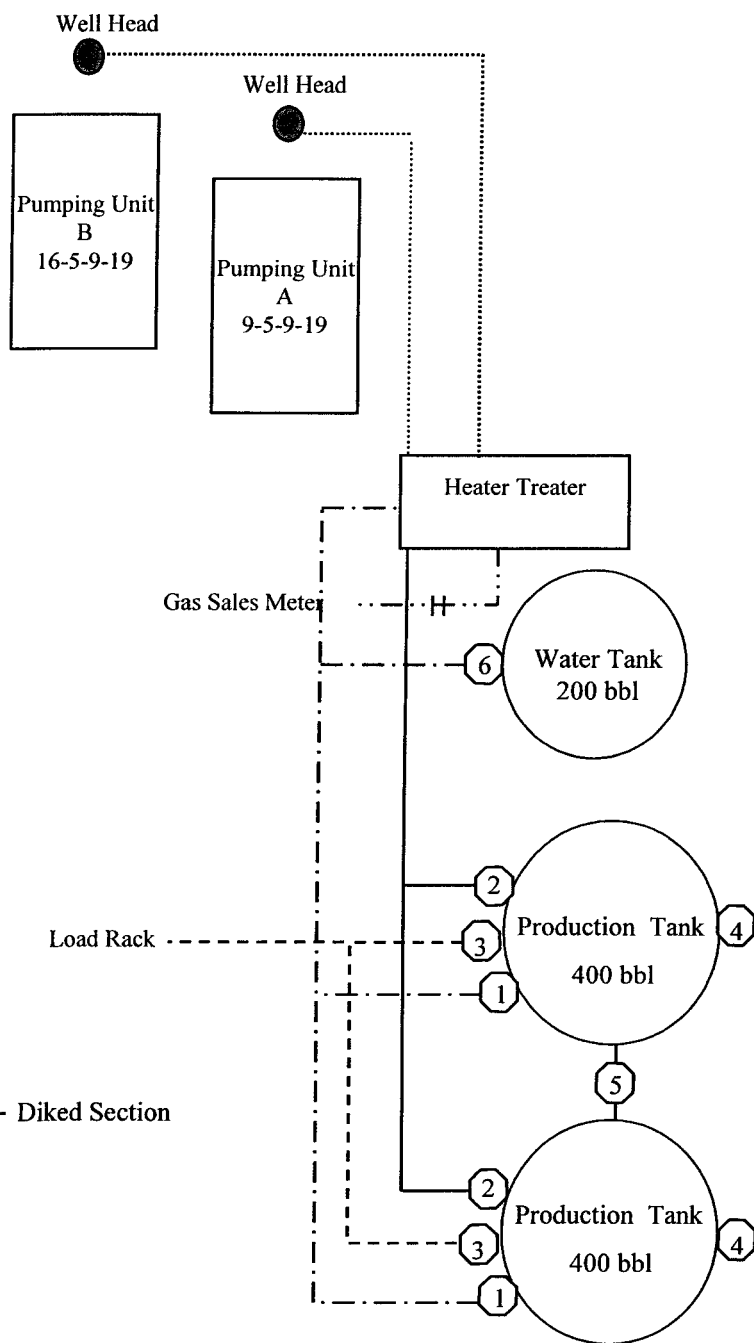 Well Head
Well Head
Pumping Unit
B
16-5-9-19
Pumping Unit
A
9-5-9-19
Heater Treater
Gas Sales Meter
6
Water Tank
200 bbl
2
Production Tank
400 bbl
4
Load Rack
3
1
5
- Diked Section
2
Production Tank
400 bbl
4
3
1